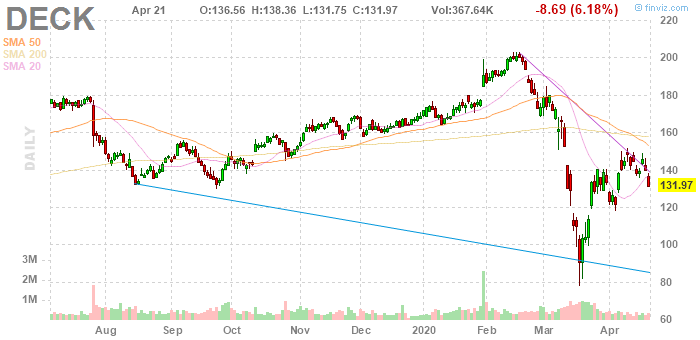 DECK Apr 21 O:136.56 H:138.36 L:131.75 C:131.97 Vol:367.64K -8.69 (6.18%) © finviz.com
SMA 50
SMA 200
SMA 20
DAILY
220
200
180
160
140
131.97
120
100
80
60
3M
2M
1M
Aug Sep Oct Nov Dec 2020 Feb Mar Apr